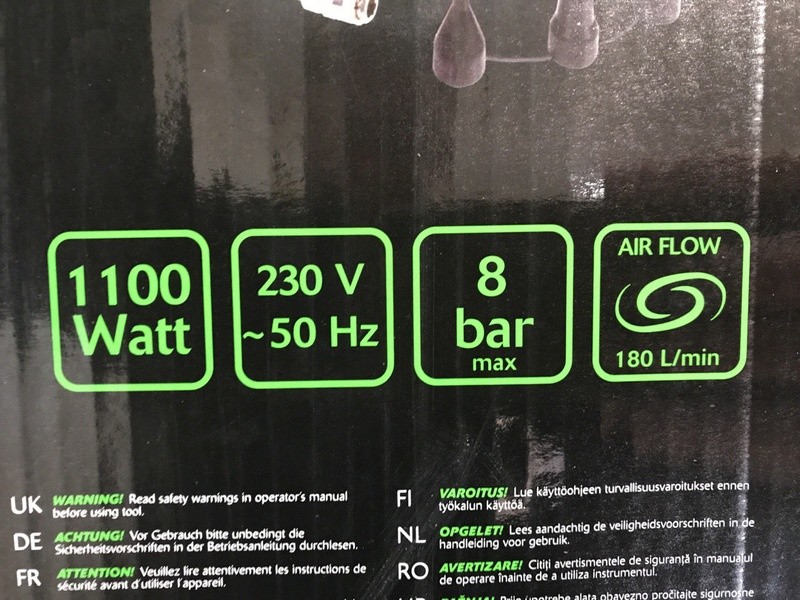 1100
Watt
230 V
~50 Hz
8
bar
max
AIR FLOW
180 L/min
UK WARNING! Read safety warnings in operator's manual
before using tool.
DE ACHTUNG! Vor Gebrauch bitte unbedingt die
Sicherheitsvorschriften in der Betriebsanleitung durchlesen.
FR ATTENTION! Veuillez lire attentivement les instructions de
sécurité avant d'utiliser l'appareil.
FI VAROITUS! Lue käyttöohjeen turvallisuusvaroitukset ennen
työkalun käyttöä.
NL OPGELET! Lees aandachtig de veiligheidsvoorschriften in de
handleiding voor gebruik.
RO AVERTIZARE! Citiți avertismentele de siguranță în manualul
de operare înainte de a utiliza instrumentul.